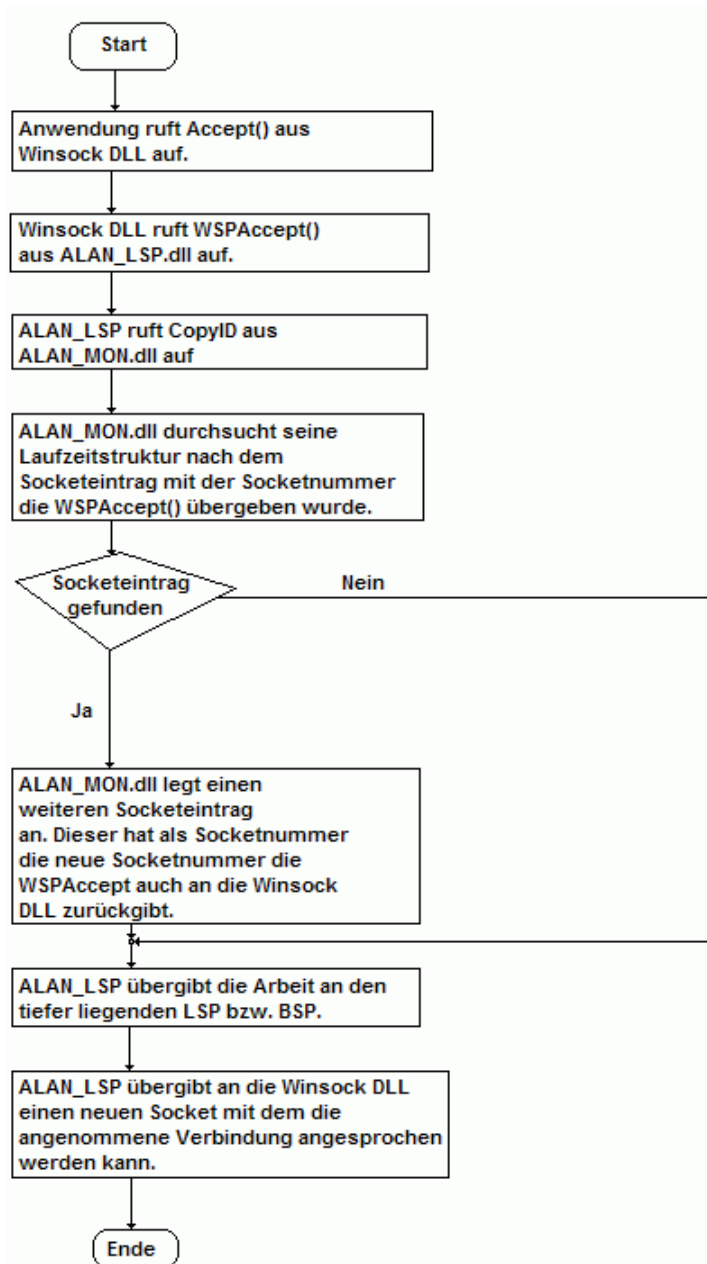 Start
Anwendung ruft Accept() aus
Winsock DLL auf.
Winsock DLL ruft WSPAccept()
aus ALAN_LSP.dll auf.
ALAN_LSP ruft CopyID aus
ALAN_MON.dll auf
ALAN_MON.dll durchsucht seine
Laufzeitstruktur nach dem
Socketeintrag mit der Socketnummer
die WSPAccept() übergeben wurde.
Socketeintrag
gefunden
Nein
Ja
ALAN_MON.dll legt einen
weiteren Socketeintrag
an. Dieser hat als Socketnummer
die neue Socketnummer die
WSPAccept auch an die Winsock
DLL zurückgibt.
ALAN_LSP übergibt die Arbeit an den
tiefer liegenden LSP bzw. BSP.
ALAN_LSP übergibt an die Winsock DLL
einen neuen Socket mit dem die
angenommene Verbindung angesprochen
werden kann.
Ende